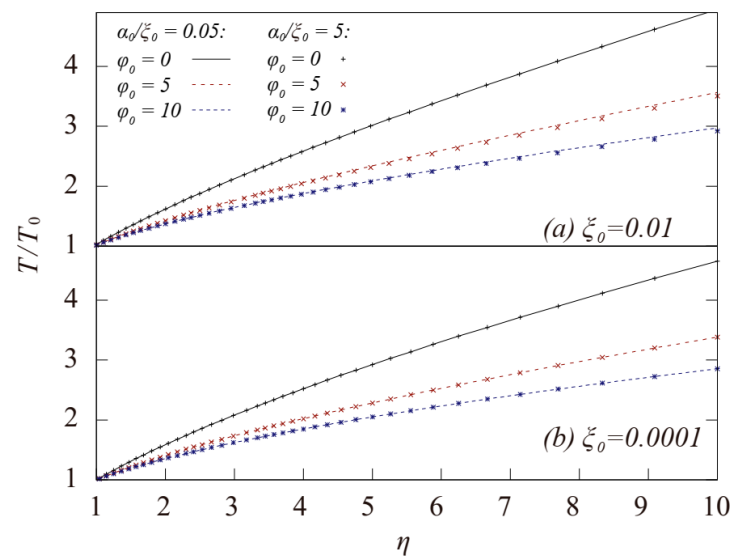 α₀/ξ₀ = 0.05: α₀/ξ₀ = 5:
φ₀ = 0 φ₀ = 0
φ₀ = 5 φ₀ = 5
φ₀ = 10 φ₀ = 10
4
3
2
1
(a) ξ₀=0.01
T/T₀
4
3
2
1
(b) ξ₀=0.0001
1 2 3 4 5 6 7 8 9 10
η